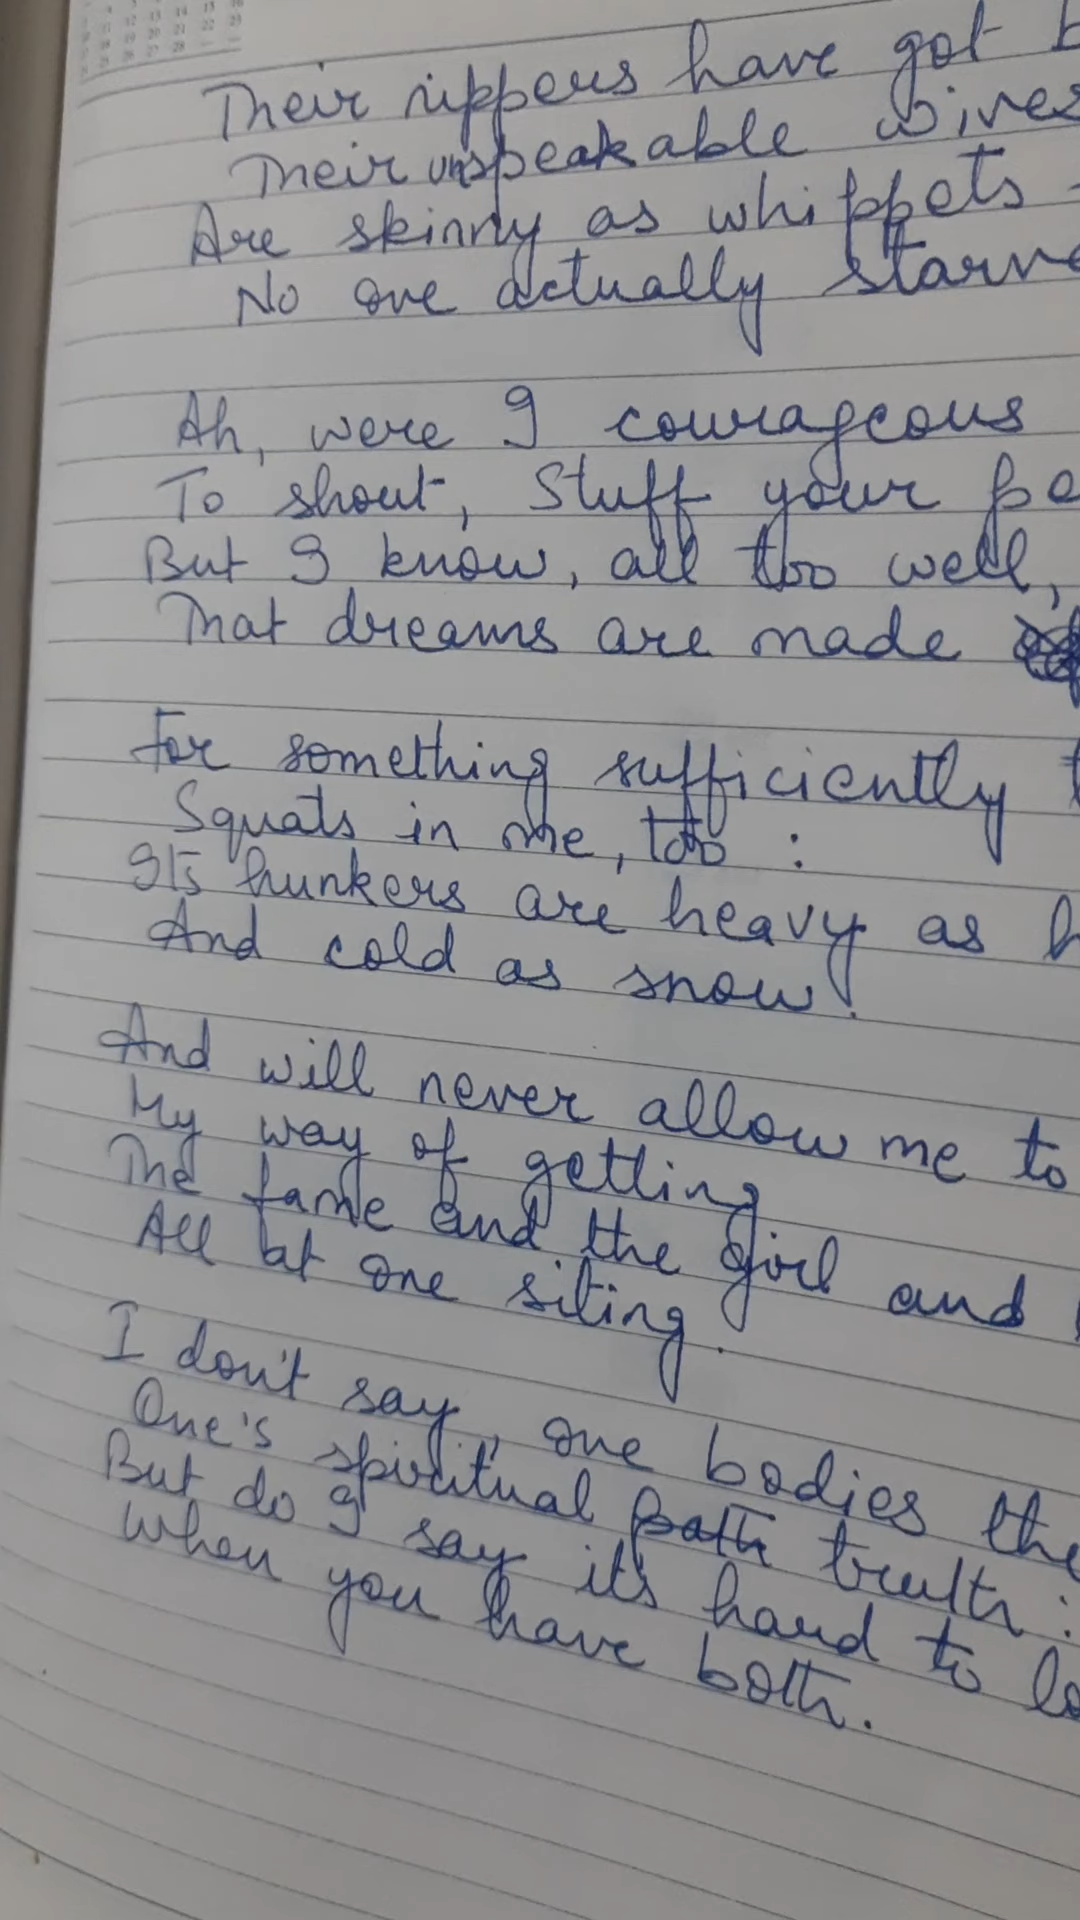 Their nippers have got
Their unspeakable wives
Are skinny as whippets -
No one actually starve
Ah, were I courageous
To shout, Stuff your pe
But I know, all too well,
That dreams are made
For something sufficiently t
Squats in me, too :
Its hunkers are heavy as h
And cold as snow.
And will never allow me to
My way of getting
The fame and the girl and
All at one siting.
I don't say, one bodies the
One's spiritual truth :
But do I say it's hard to lo
When you have both.